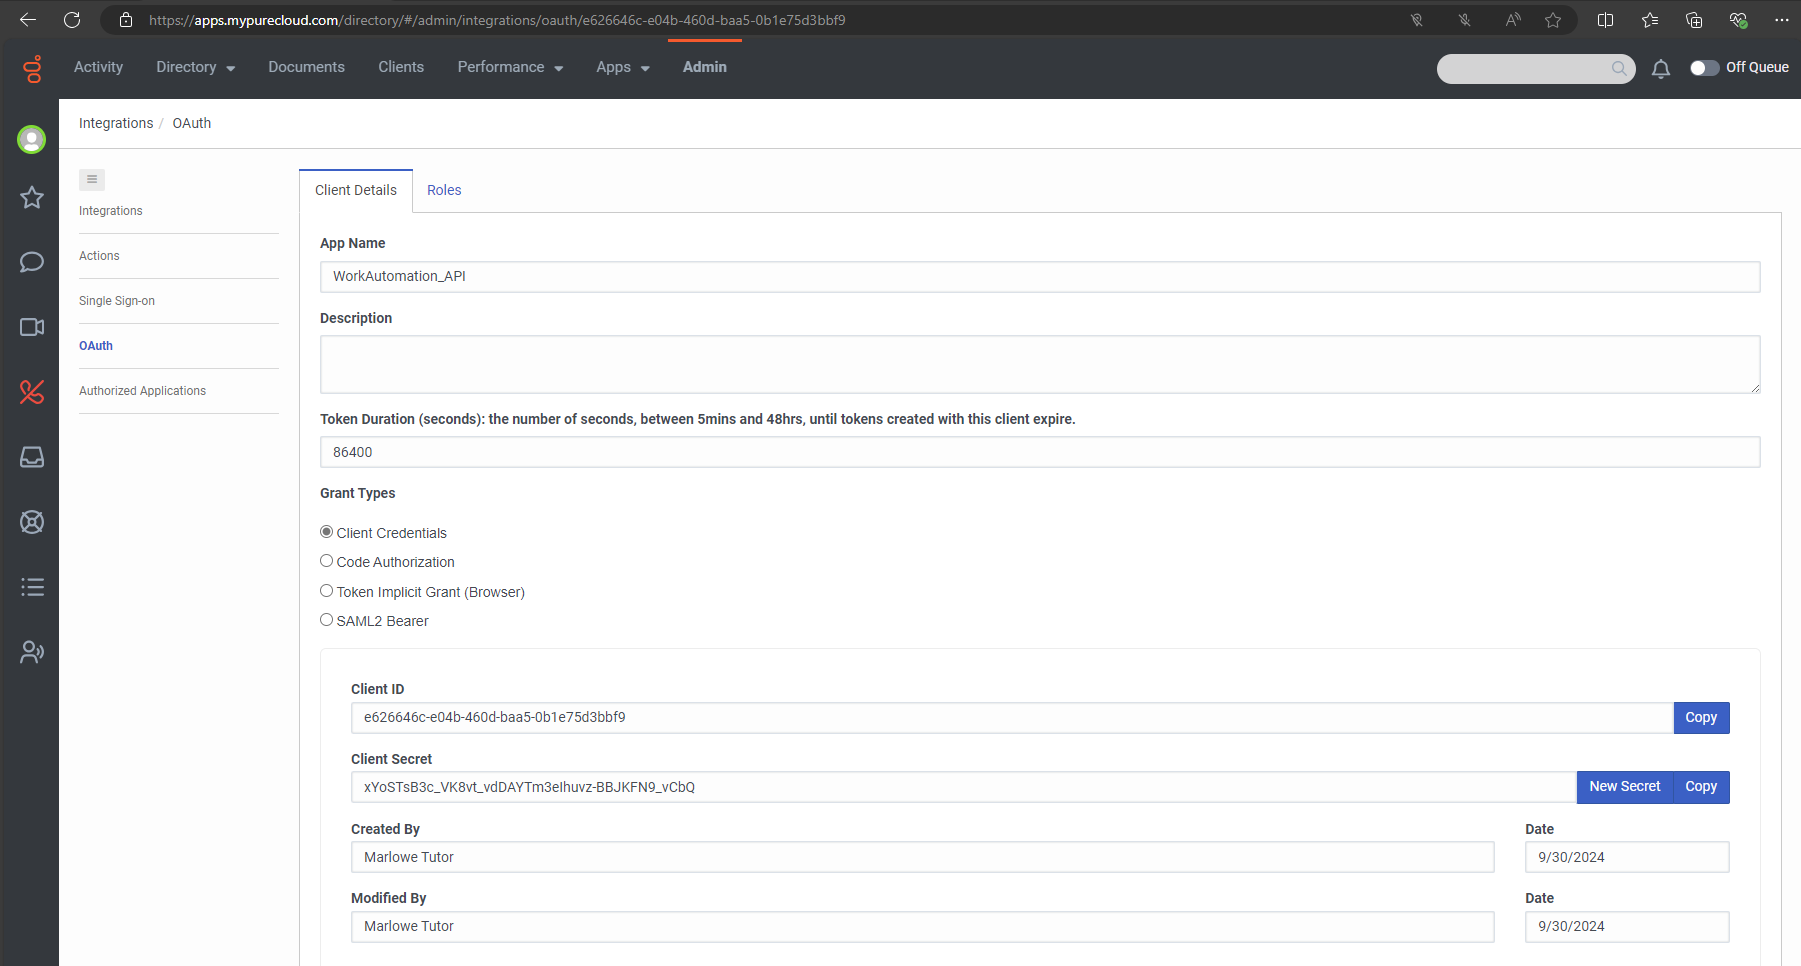 https://apps.mypurecloud.com/directory/#/admin/integrations/oauth/e626646c-e04b-460d-baa5-0b1e75d3bbf9
Activity Directory Documents Clients Performance Apps Admin Off Queue
Integrations / OAuth
Integrations
Actions
Single Sign-on
OAuth
Authorized Applications
Client Details Roles
App Name
WorkAutomation_API
Description
Token Duration (seconds): the number of seconds, between 5mins and 48hrs, until tokens created with this client expire.
86400
Grant Types
Client Credentials
Code Authorization
Token Implicit Grant (Browser)
SAML2 Bearer
Client ID
e626646c-e04b-460d-baa5-0b1e75d3bbf9 Copy
Client Secret
xYoSTsB3c_VK8vt_vdDAYTm3eIhuvz-BBJKFN9_vCbQ New Secret Copy
Created By Date
Marlowe Tutor 9/30/2024
Modified By Date
Marlowe Tutor 9/30/2024